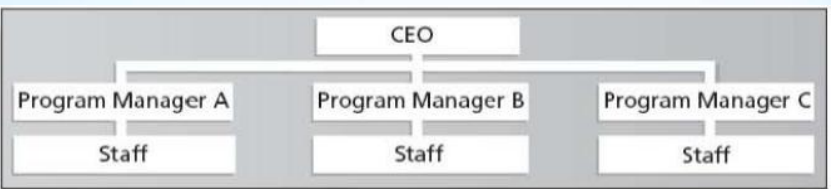 CEO
Program Manager A
Program Manager B
Program Manager C
Staff
Staff
Staff